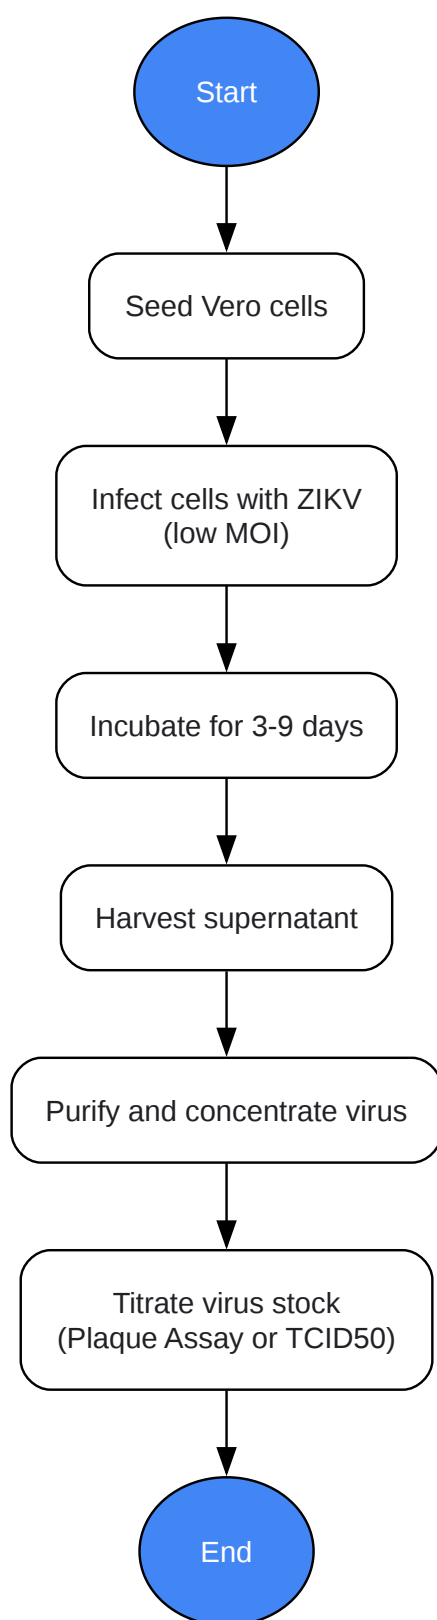 Start
Seed Vero cells
Infect cells with ZIKV
(low MOI)
Incubate for 3-9 days
Harvest supernatant
Purify and concentrate virus
Titrate virus stock
(Plaque Assay or TCID50)
End